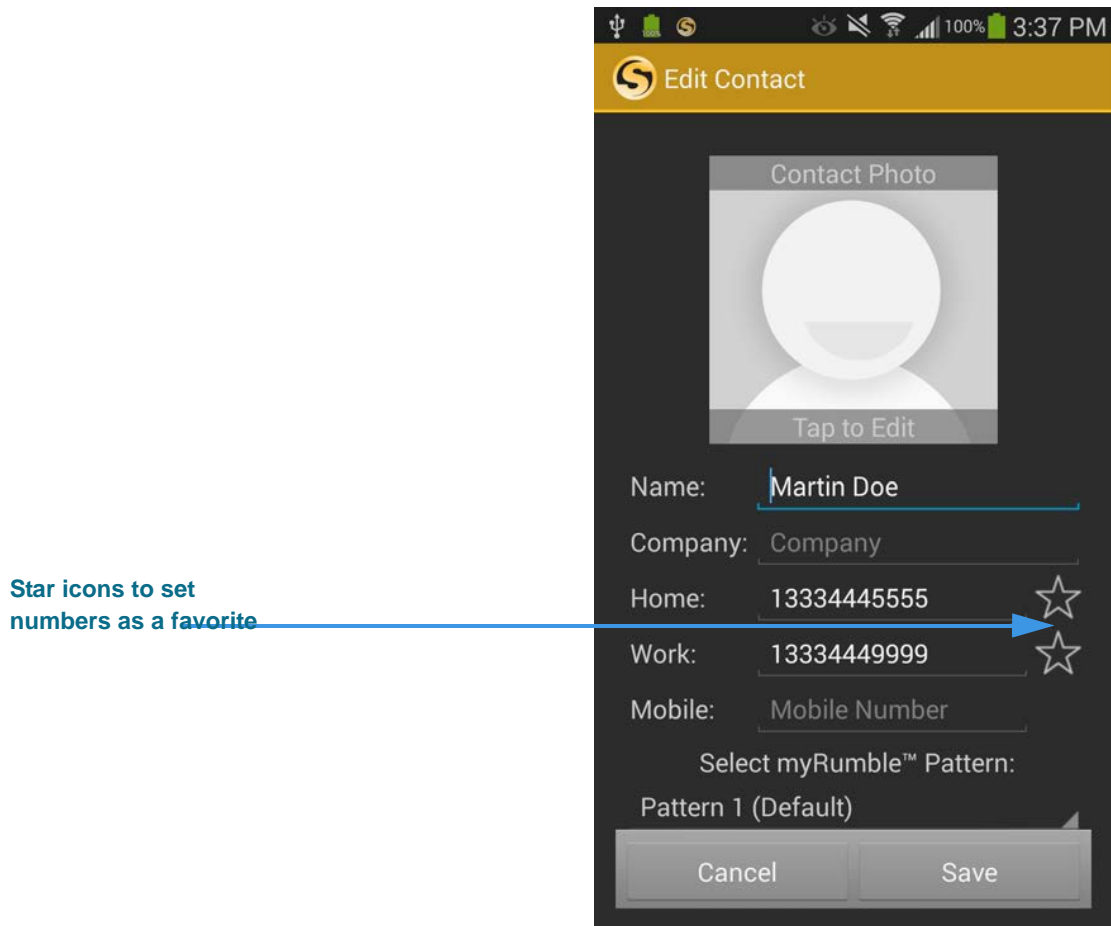 100% 3:37 PM
Edit Contact
Contact Photo
Tap to Edit
Name: Martin Doe
Company: Company
Star icons to set
numbers as a favorite
Home: 13334445555
Work: 13334449999
Mobile: Mobile Number
Select myRumble™ Pattern:
Pattern 1 (Default)
Cancel Save